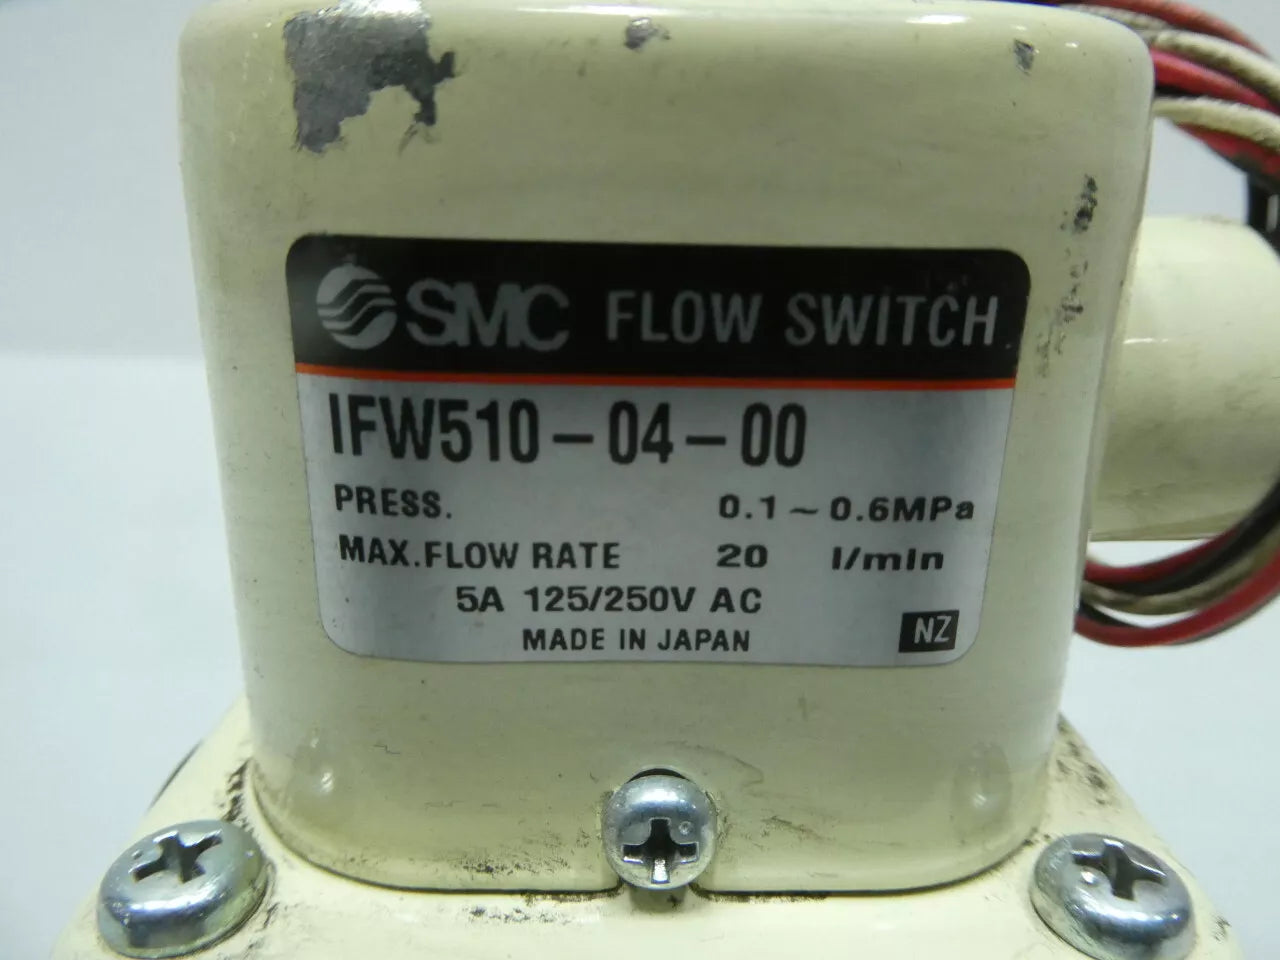 SMC FLOW SWITCH
IFW510-04-00
PRESS. 0.1~0.6MPa
MAX.FLOW RATE 20 l/mIn
5A 125/250V AC
MADE IN JAPAN NZ